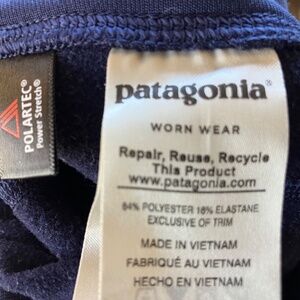 POLARTEC®
Power Stretch®
patagonia®
WORN WEAR
Repair, Reuse, Recycle
This Product
www.patagonia.com
84% POLYESTER 16% ELASTANE
EXCLUSIVE OF TRIM
MADE IN VIETNAM
FABRIQUÉ AU VIETNAM
HECHO EN VIETNAM